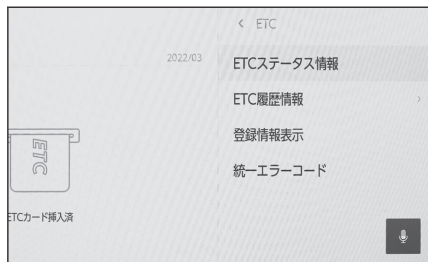 < ETC
2022/03
ETCステータス情報
ETC履歴情報 >
登録情報表示
統一エラーコード
ETC
ETCカード挿入済